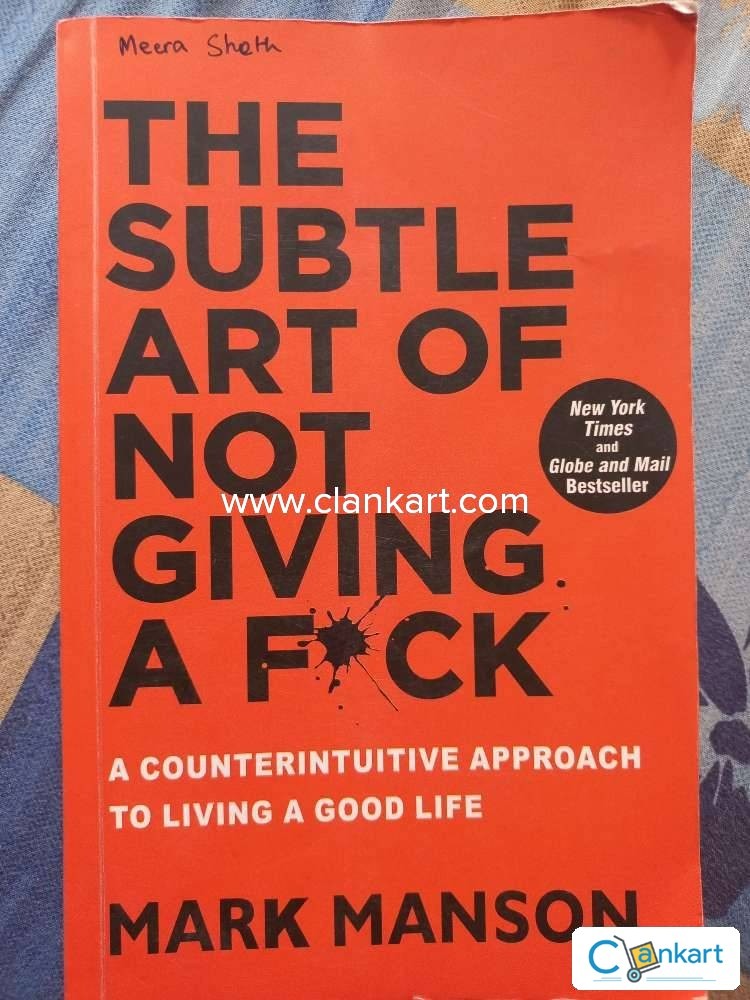 Meera Sheth
THE
SUBTLE
ART OF
NOT
GIVING
A F*CK
New York
Times
and
Globe and Mail
Bestseller
www.clankart.com
A COUNTERINTUITIVE APPROACH
TO LIVING A GOOD LIFE
MARK MANSON
Clankart